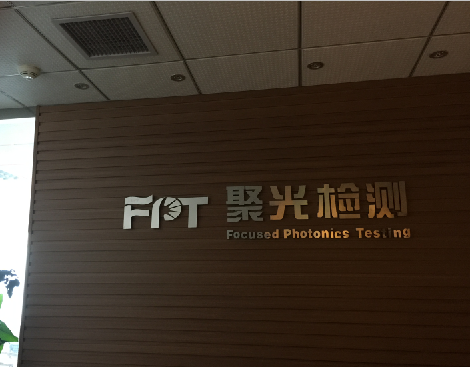 FPT 聚光检测
Focused Photonics Testing